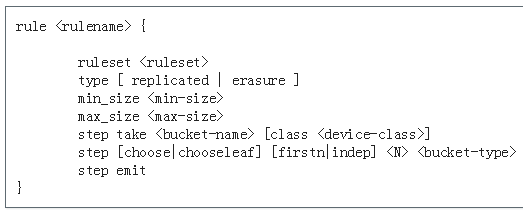 rule <rulename> {
ruleset <ruleset>
type [ replicated | erasure ]
min_size <min-size>
max_size <max-size>
step take <bucket-name> [class <device-class>]
step [choose|chooseleaf] [firstn|indep] <N> <bucket-type>
step emit
}